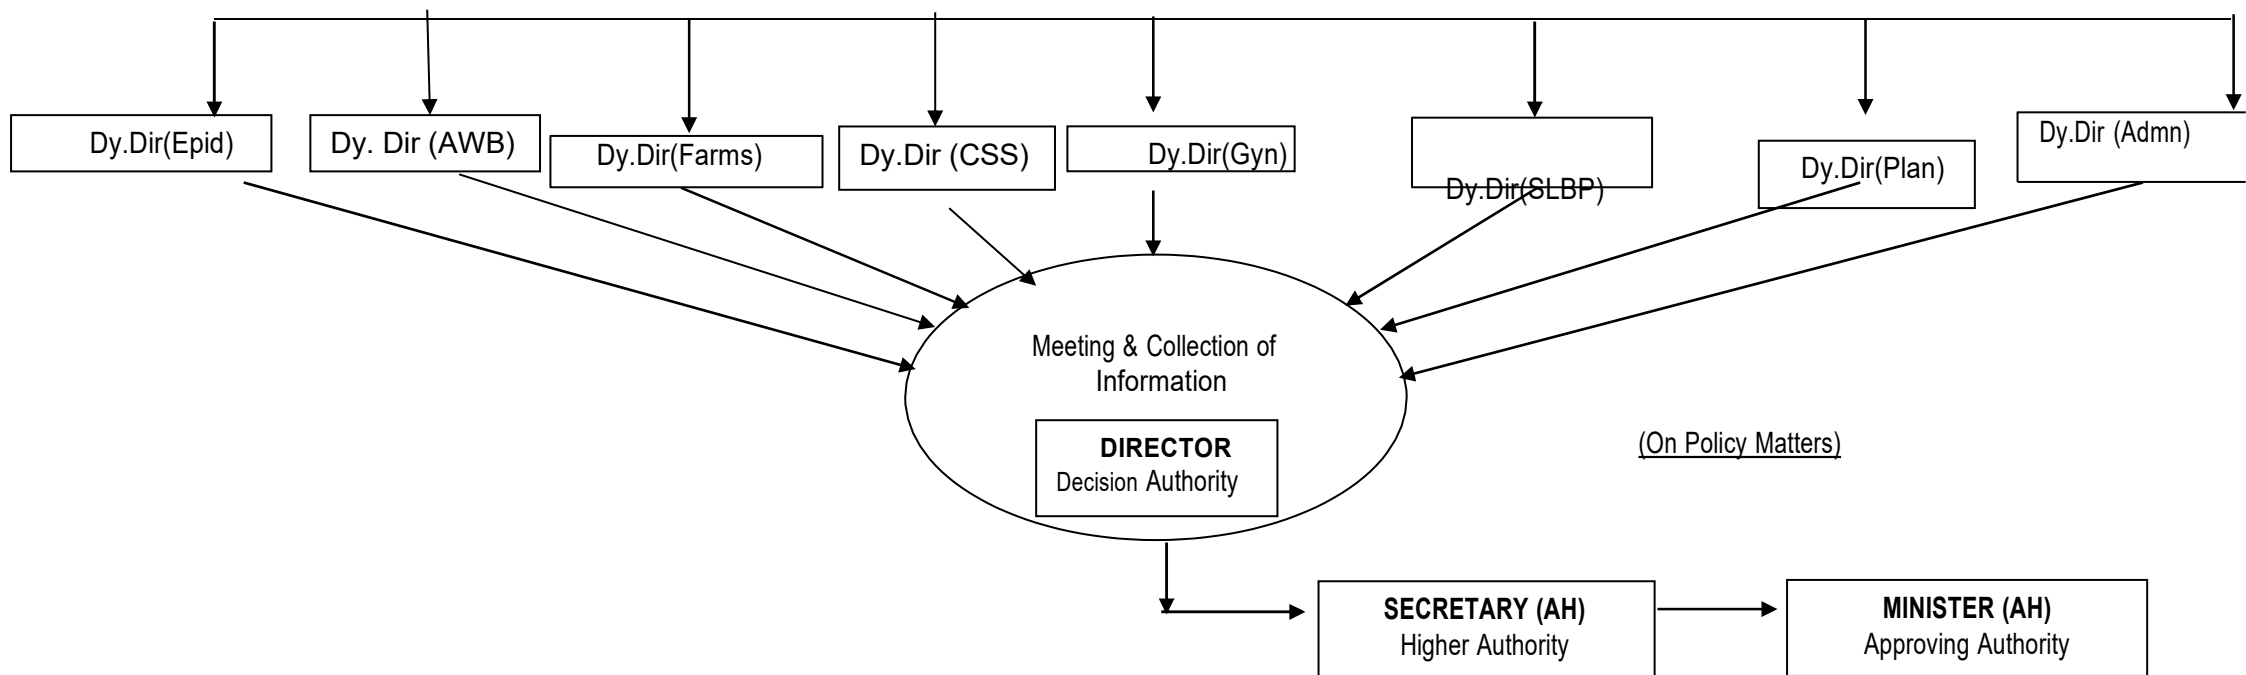 Dy.Dir(Epid)
Dy. Dir (AWB)
Dy.Dir(Farms)
Dy.Dir (CSS)
Dy.Dir(Gyn)
Dy.Dir(SLBP)
Dy.Dir(Plan)
Dy.Dir (Admn)
Meeting & Collection of
Information
DIRECTOR
Decision Authority
(On Policy Matters)
SECRETARY (AH)
Higher Authority
MINISTER (AH)
Approving Authority